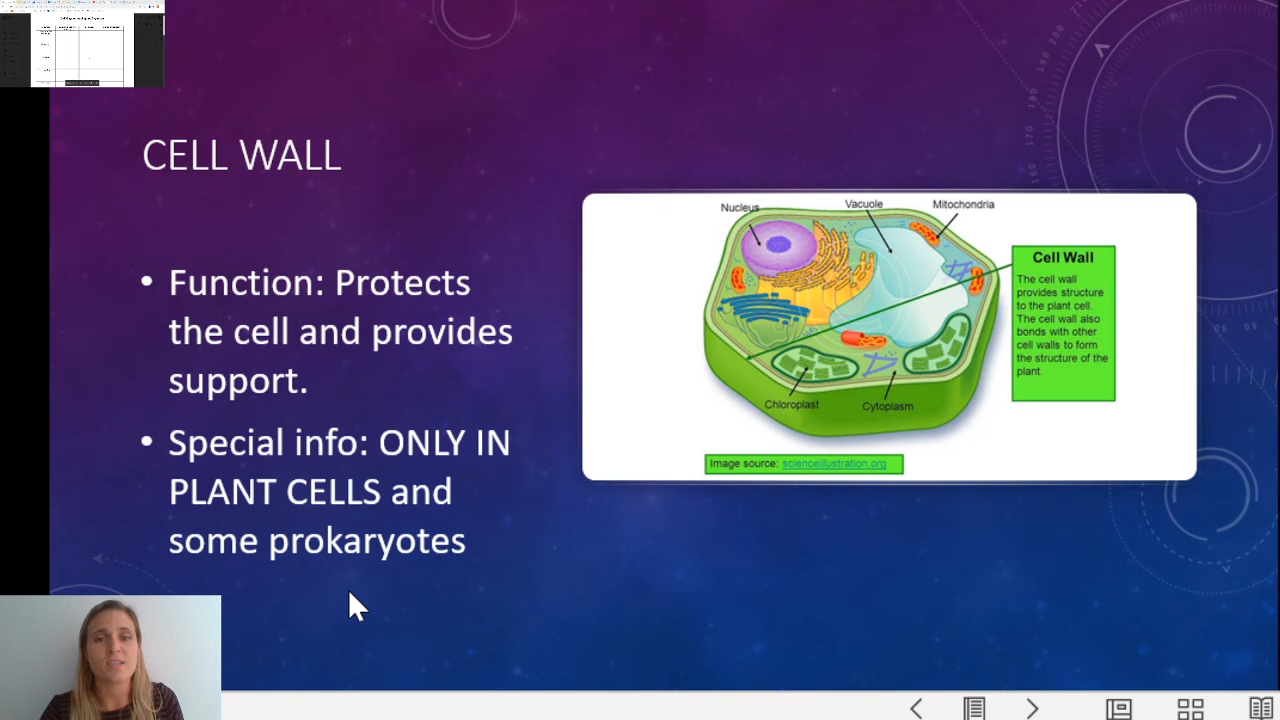 CELL WALL
• Function: Protects
the cell and provides
support.
• Special info: ONLY IN
PLANT CELLS and
some prokaryotes
Nucleus
Vacuole
Mitochondria
Cell Wall
The cell wall
provides structure
to the plant cell.
The cell wall also
bonds with other
cell walls to form
the structure of the
plant.
Chloroplast
Cytoplasm
Image source: scienceillustration.org